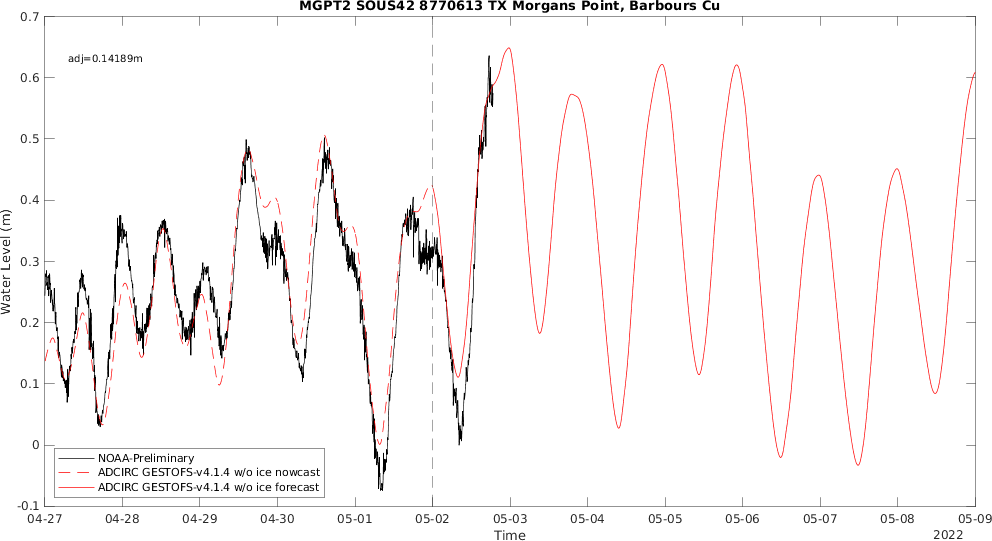 MGPT2 SOUS42 8770613 TX Morgans Point, Barbours Cu
adj=0.14189m
Water Level (m)
0.7
0.6
0.5
0.4
0.3
0.2
0.1
0
-0.1
NOAA-Preliminary
ADCIRC GESTOFS-v4.1.4 w/o ice nowcast
ADCIRC GESTOFS-v4.1.4 w/o ice forecast
04-27 04-28 04-29 04-30 05-01 05-02 05-03 05-04 05-05 05-06 05-07 05-08 05-09
Time
2022